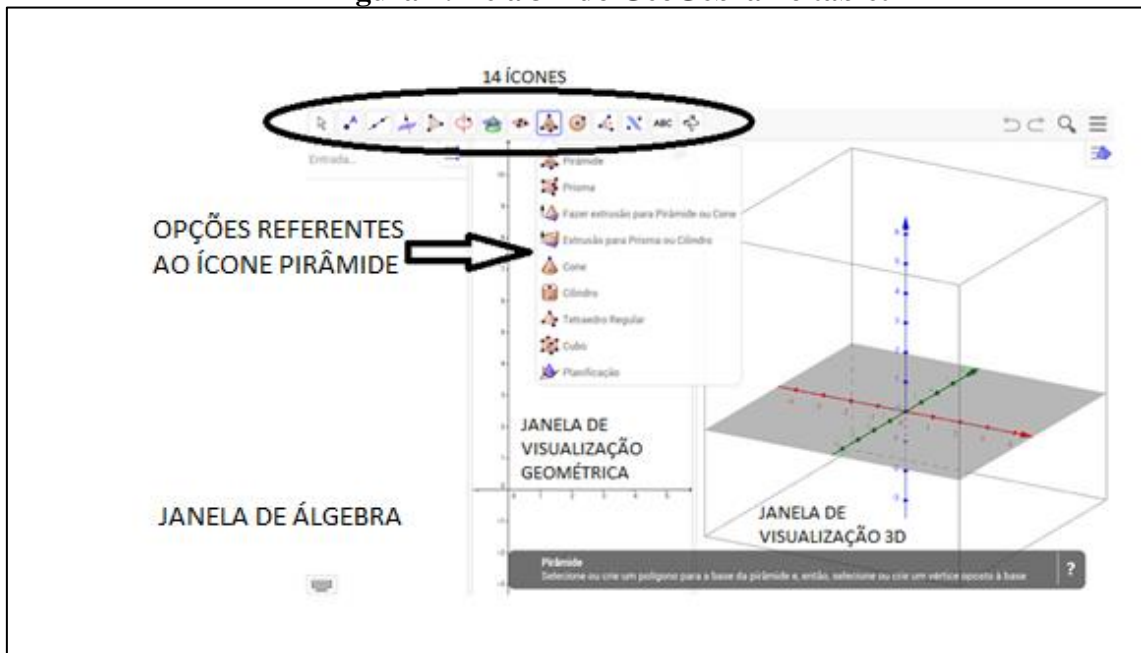 14 ÍCONES
ABC
Entrada...
Pirâmide
Prisma
Fazer extrusão para Pirâmide ou Cone
Extrusão para Prisma ou Cilindro
Cone
Cilindro
Tetraedro Regular
Cubo
Planificação
OPÇÕES REFERENTES
AO ÍCONE PIRÂMIDE
JANELA DE
VISUALIZAÇÃO
GEOMÉTRICA
JANELA DE ÁLGEBRA
JANELA DE
VISUALIZAÇÃO 3D
Pirâmide
Selecione ou crie um polígono para a base da pirâmide e, então, selecione ou crie um vértice oposto à base
?